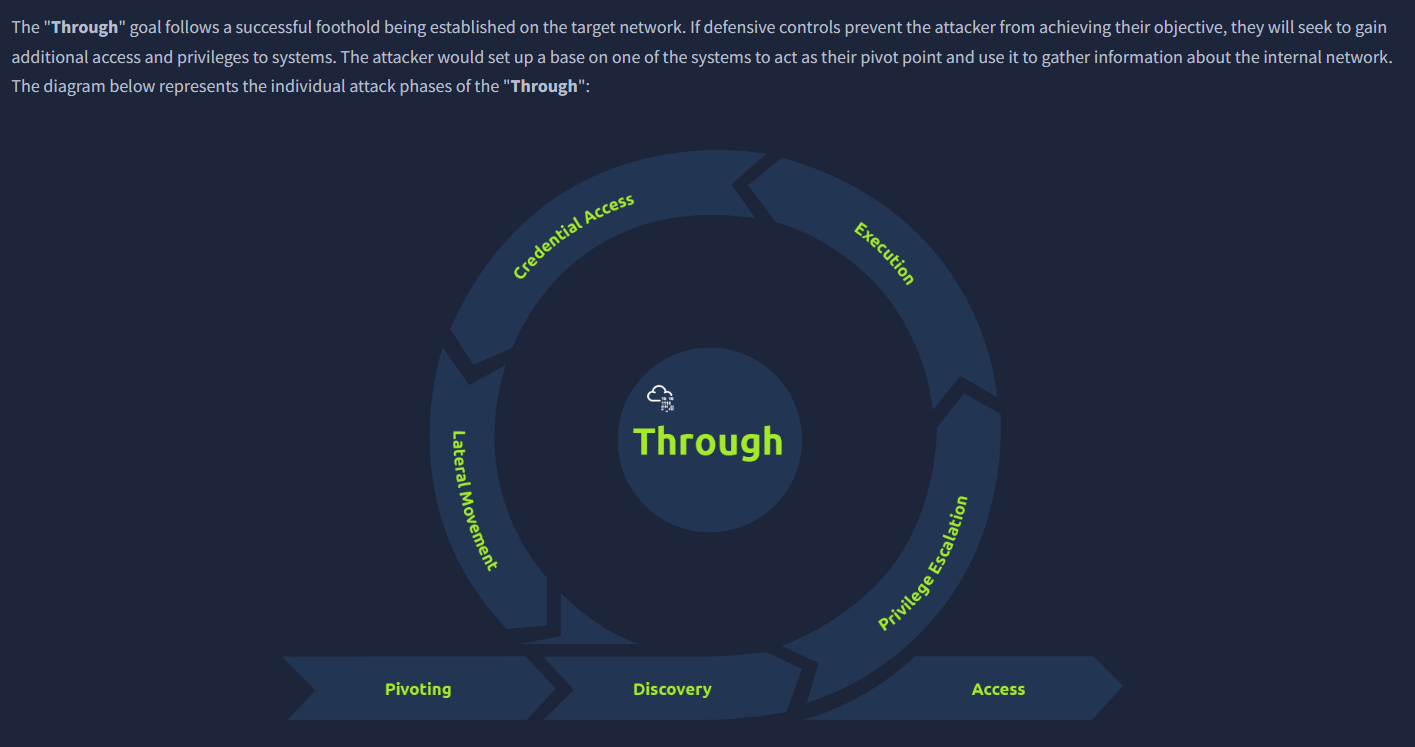 The "Through" goal follows a successful foothold being established on the target network. If defensive controls prevent the attacker from achieving their objective, they will seek to gain
additional access and privileges to systems. The attacker would set up a base on one of the systems to act as their pivot point and use it to gather information about the internal network.
The diagram below represents the individual attack phases of the "Through":
Credential Access
Execution
Through
Lateral Movement
Privilege Escalation
Pivoting
Discovery
Access